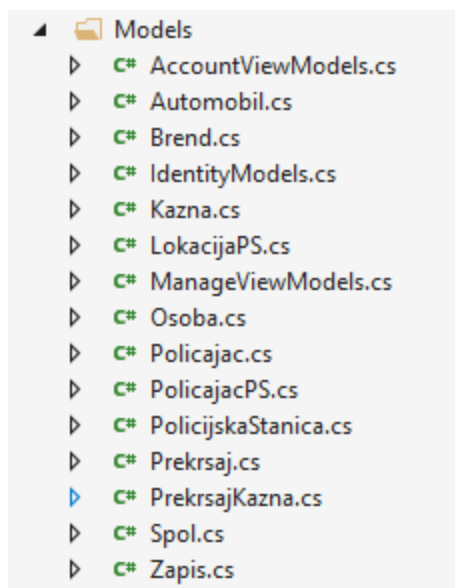 Models
C# AccountViewModels.cs
C# Automobil.cs
C# Brend.cs
C# IdentityModels.cs
C# Kazna.cs
C# LokacijaPS.cs
C# ManageViewModels.cs
C# Osoba.cs
C# Policajac.cs
C# PolicajacPS.cs
C# PolicijskaStanica.cs
C# Prekrsaj.cs
C# PrekrsajKazna.cs
C# Spol.cs
C# Zapis.cs